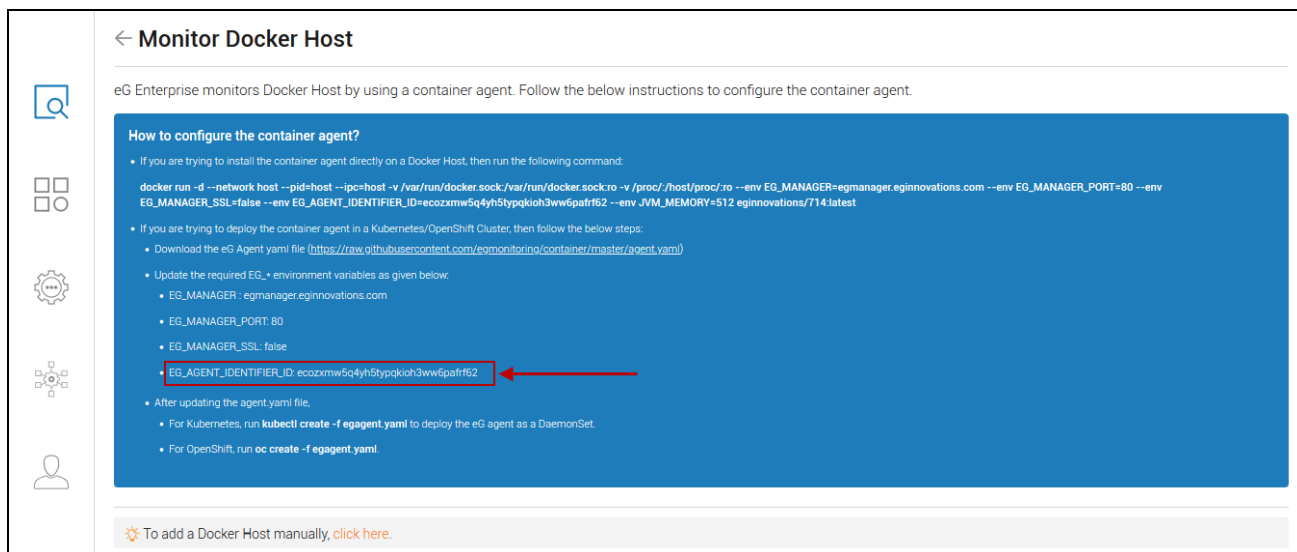 ← Monitor Docker Host
eG Enterprise monitors Docker Host by using a container agent. Follow the below instructions to configure the container agent.
How to configure the container agent?
• If you are trying to install the container agent directly on a Docker Host, then run the following command:
docker run -d --network host --pid=host --ipc=host -v /var/run/docker.sock:/var/run/docker.sock:ro -v /proc/:/host/proc/:ro --env EG_MANAGER=egmanager.eginnovations.com --env EG_MANAGER_PORT=80 --env
EG_MANAGER_SSL=false --env EG_AGENT_IDENTIFIER_ID=ecozxmw5q4yh5typqkioh3ww6pafrf62 --env JVM_MEMORY=512 eginnovations/714:latest
• If you are trying to deploy the container agent in a Kubernetes/OpenShift Cluster, then follow the below steps:
• Download the eG Agent yaml file (https://raw.githubusercontent.com/egmonitoring/container/master/agent.yaml)
• Update the required EG_* environment variables as given below:
• EG_MANAGER : egmanager.eginnovations.com
• EG_MANAGER_PORT: 80
• EG_MANAGER_SSL: false
• EG_AGENT_IDENTIFIER_ID: ecozxmw5q4yh5typqkioh3ww6pafrf62
• After updating the agent.yaml file,
• For Kubernetes, run kubectl create -f egagent.yaml to deploy the eG agent as a DaemonSet.
• For OpenShift, run oc create -f egagent.yaml.
To add a Docker Host manually, click here.